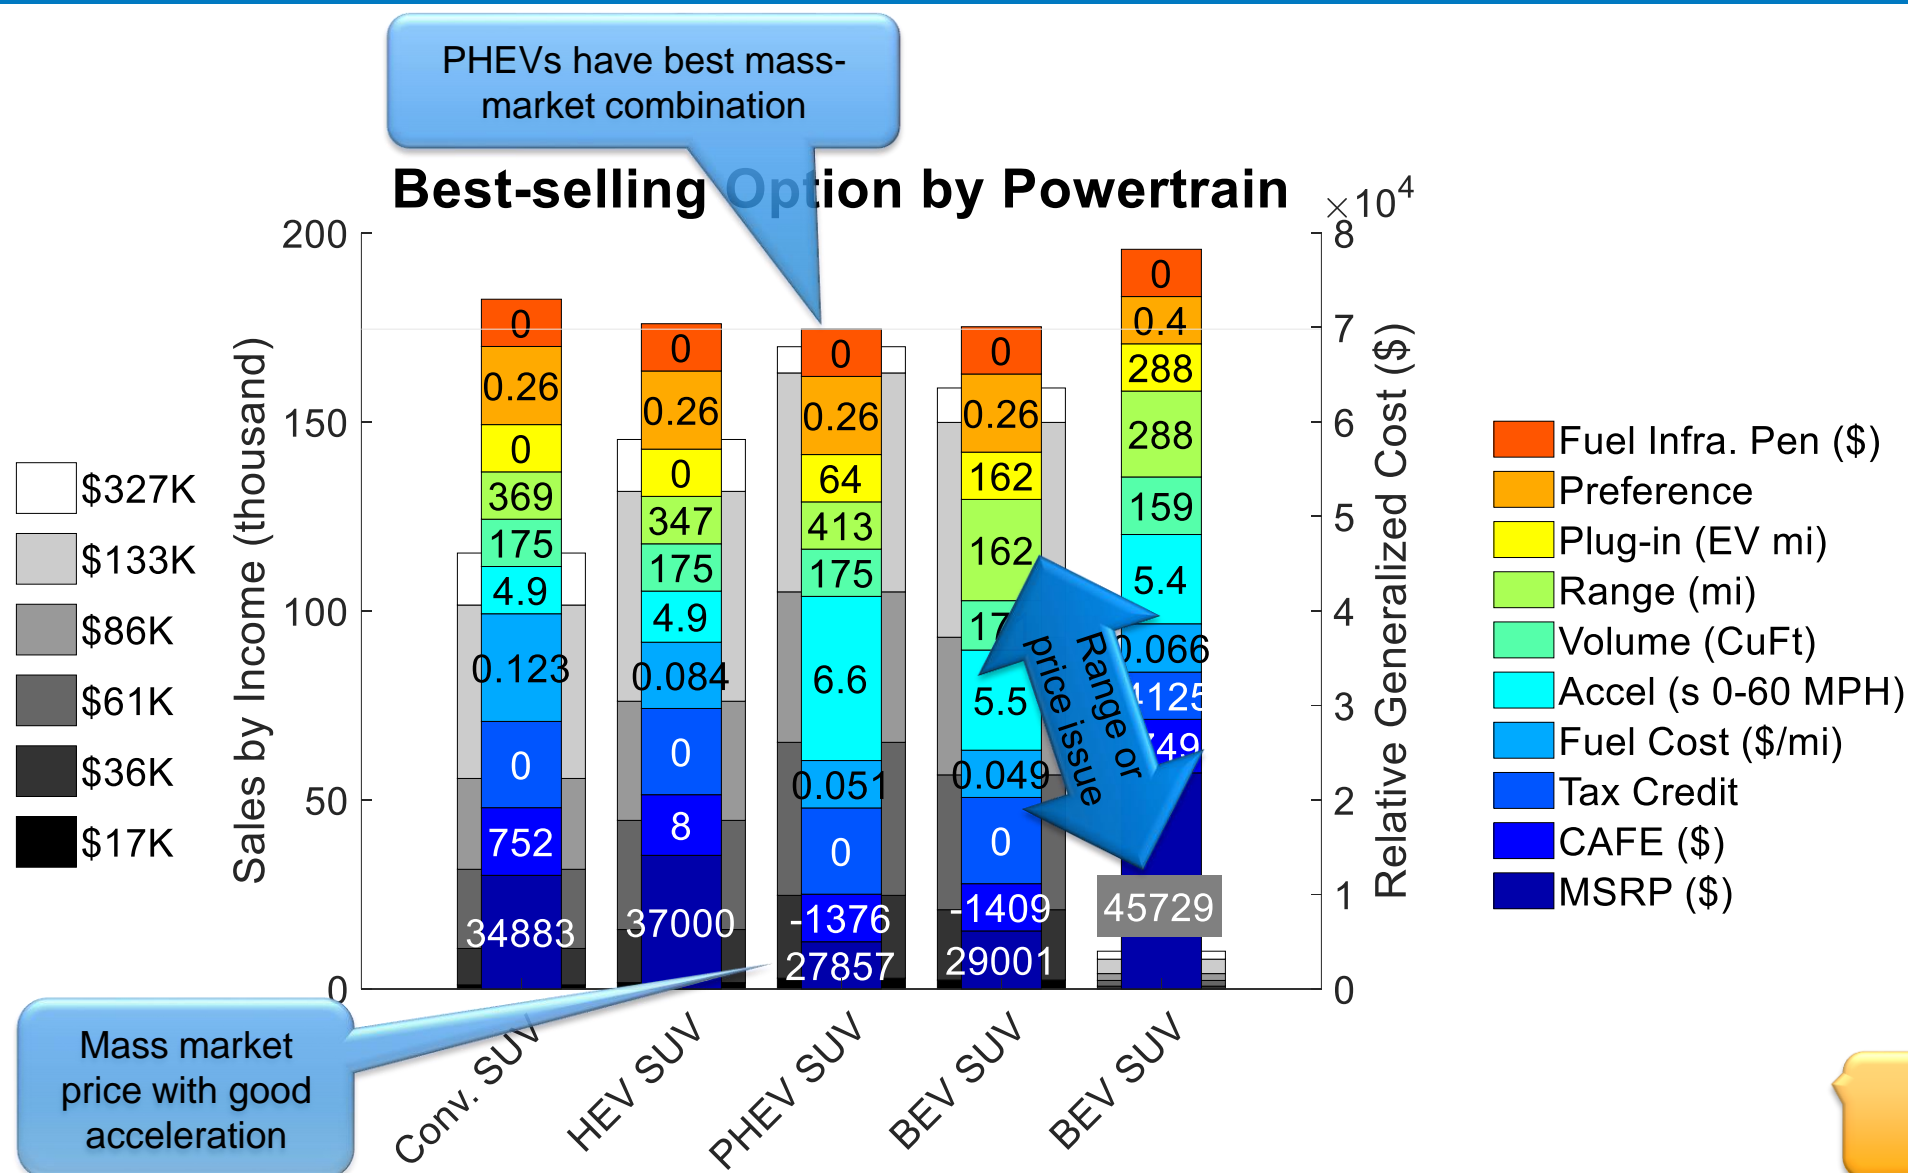 PHEVs have best mass-
market combination
Best-selling Option by Powertrain
×10⁴
200
150
100
50
0
Sales by Income (thousand)
8
7
6
5
4
3
2
1
0
Relative Generalized Cost ($)
$327K
$133K
$86K
$61K
$36K
$17K
0
0.26
0
369
175
4.9
0.123
0
752
34883
0
0.26
0
347
175
4.9
0.084
0
8
37000
0
0.26
64
413
175
6.6
0.051
0
-1376
27857
0
0.26
162
162
5.5
0.049
0
-1409
29001
0
0.4
288
288
159
5.4
0.066
45729
Range or
price issue
Fuel Infra. Pen ($)
Preference
Plug-in (EV mi)
Range (mi)
Volume (CuFt)
Accel (s 0-60 MPH)
Fuel Cost ($/mi)
Tax Credit
CAFE ($)
MSRP ($)
Conv. SUV
HEV SUV
PHEV SUV
BEV SUV
BEV SUV
Mass market
price with good
acceleration